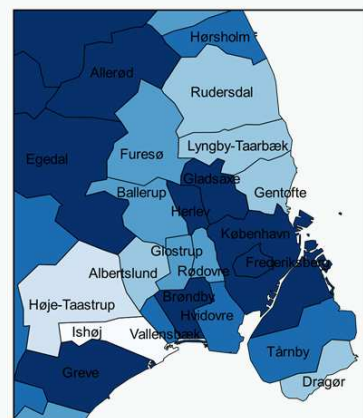 Hørsholm
Allerød
Rudersdal
Lyngby-Taarbæk
Egedal
Furesø
Gladsaxe
Ballerup
Gentofte
Herlev
København
Glostrup
Frederiksberg
Albertslund
Rødovre
Høje-Taastrup
Brøndby
Hvidovre
Ishøj
Vallensbæk
Tårnby
Greve
Dragør